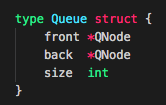 type Queue struct {
    front *QNode
    back  *QNode
    size  int
}